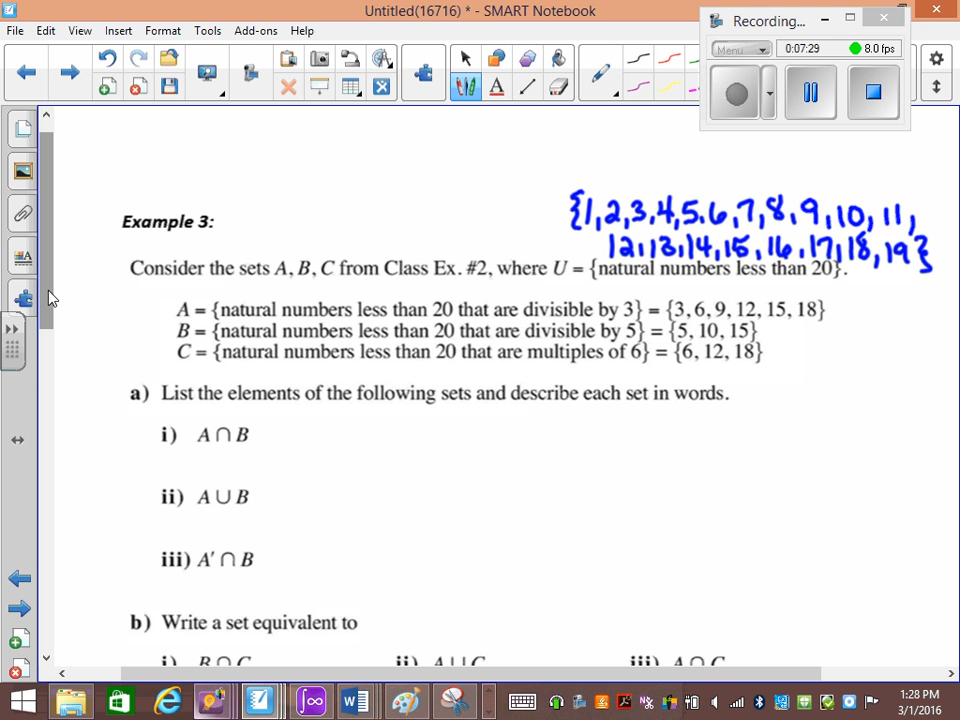 Untitled(16716) * - SMART Notebook
Recording...
File Edit View Insert Format Tools Add-ons Help
Menu 0:07:29 8.0 fps
{1,2,3,4,5,6,7,8,9,10,11,
Example 3:
12,13,14,15,16,17,18,19}
Consider the sets A, B, C from Class Ex. #2, where U = {natural numbers less than 20}.
A = {natural numbers less than 20 that are divisible by 3} = {3, 6, 9, 12, 15, 18}
B = {natural numbers less than 20 that are divisible by 5} = {5, 10, 15}
C = {natural numbers less than 20 that are multiples of 6} = {6, 12, 18}
a) List the elements of the following sets and describe each set in words.
i) A ∩ B
ii) A ∪ B
iii) A′ ∩ B
b) Write a set equivalent to
i) B ∩ C ii) A ∪ C iii) A ∩ C
1:28 PM
3/1/2016